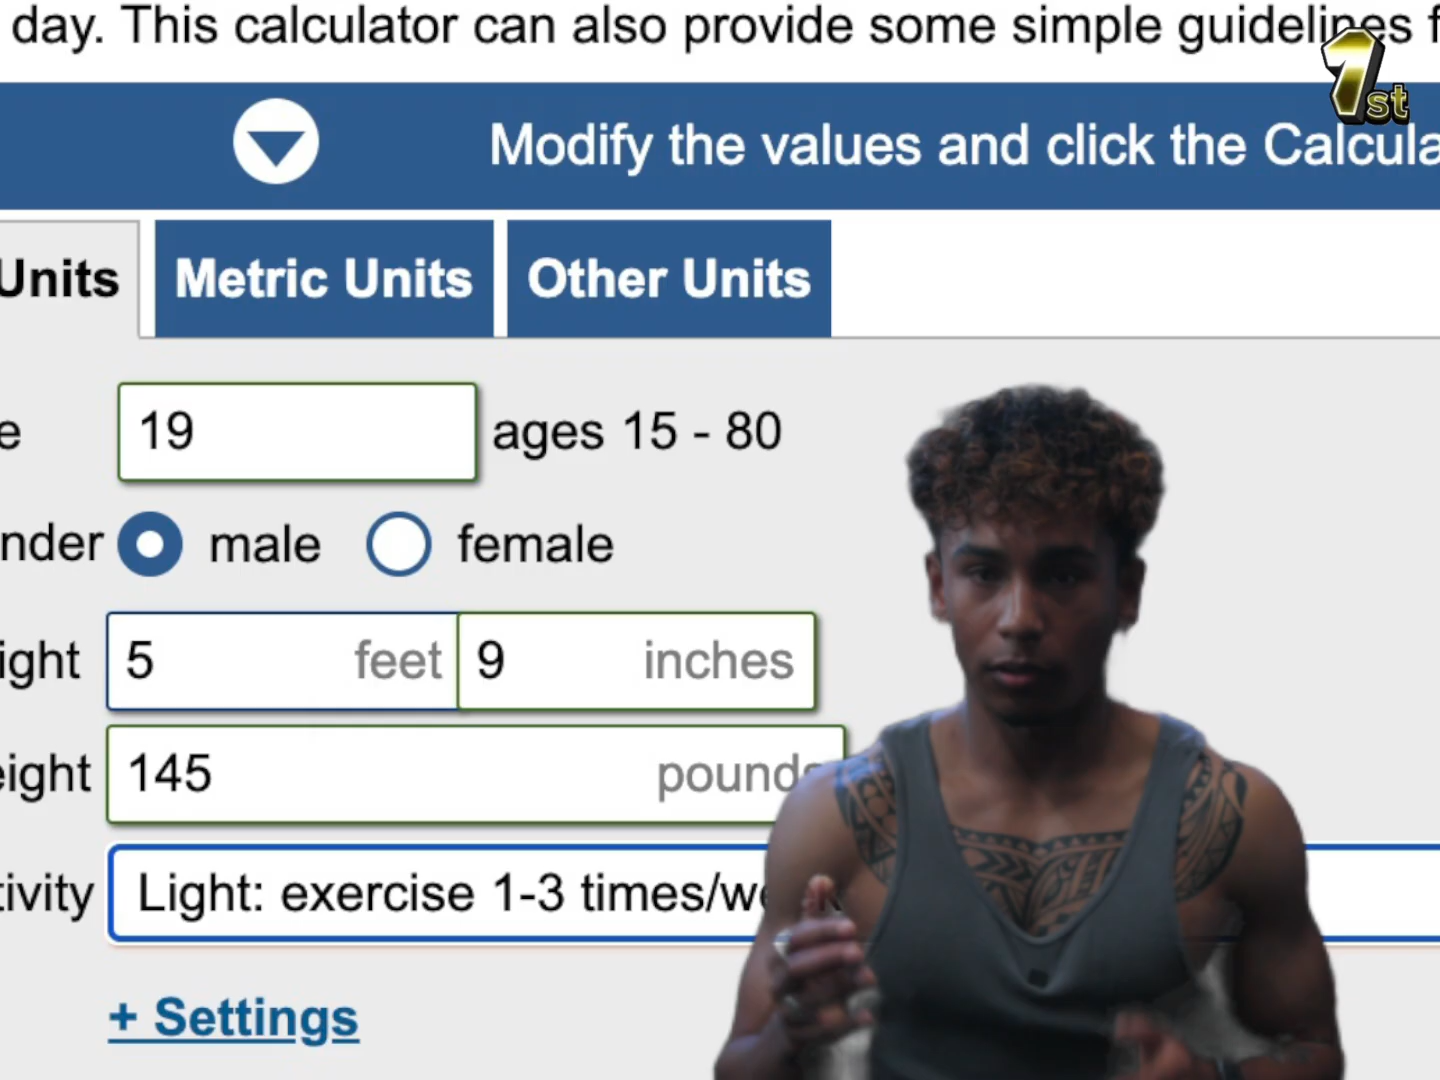 day. This calculator can also provide some simple guidelines f
1st
Modify the values and click the Calcula
Units
Metric Units
Other Units
e
19
ages 15 - 80
nder
male
female
ight
5 feet
9 inches
eight
145 pounds
tivity
Light: exercise 1-3 times/we
+ Settings